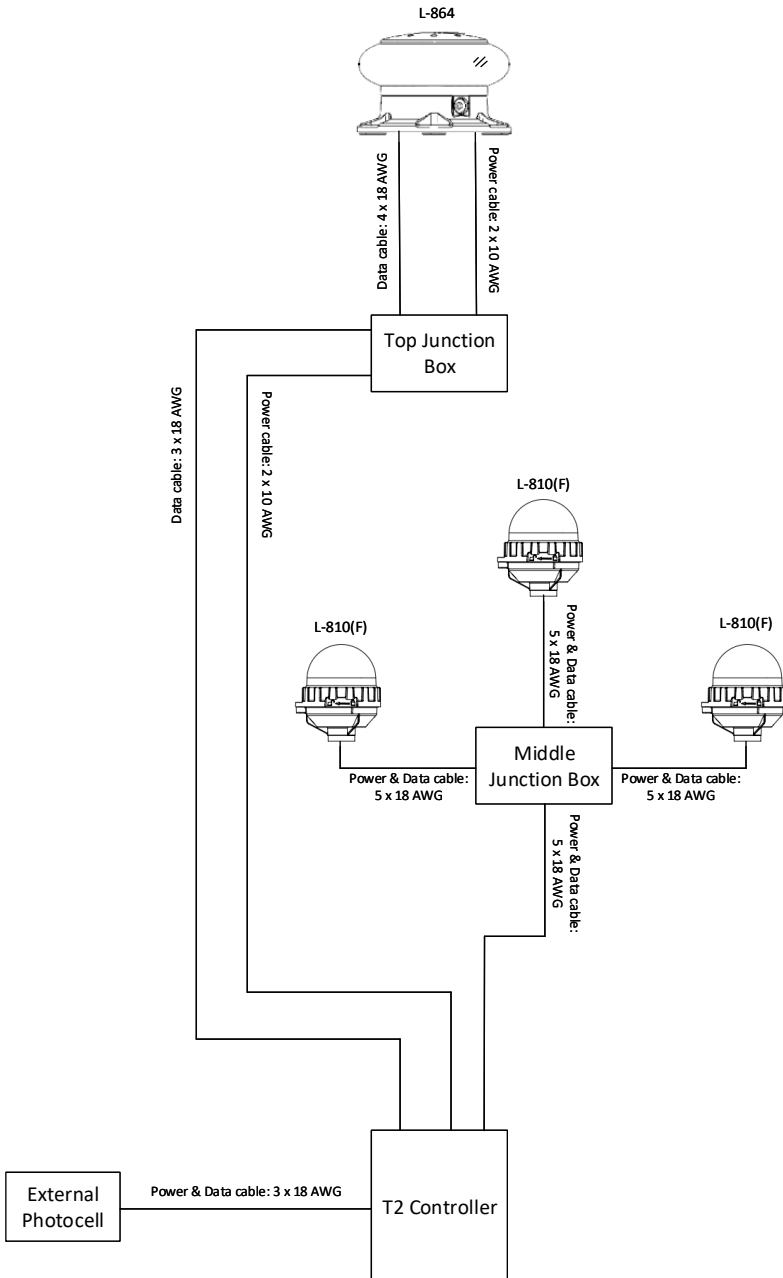 L-864
Data cable: 4 x 18 AWG
Power cable: 2 x 10 AWG
Top Junction
Box
Data cable: 3 x 18 AWG
Power cable: 2 x 10 AWG
L-810(F)
L-810(F)
L-810(F)
Power & Data cable:
5 x 18 AWG
Middle
Junction Box
Power & Data cable:
5 x 18 AWG
Power & Data cable:
5 x 18 AWG
Power & Data cable:
5 x 18 AWG
External
Photocell
Power & Data cable: 3 x 18 AWG
T2 Controller